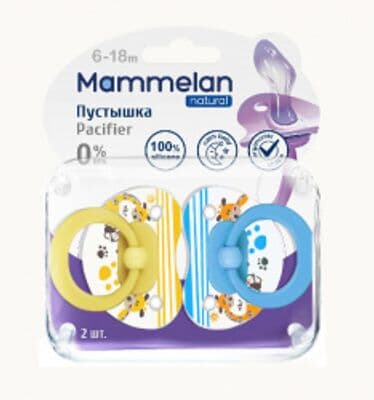 6-18m
Mammelan
natural
Пустышка
Pacifier
0%
100%
silicone
2 шт.